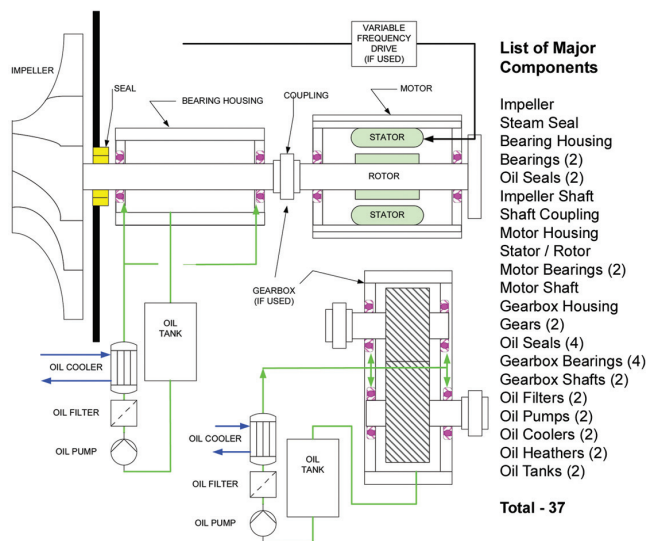 VARIABLE
FREQUENCY
DRIVE
(IF USED)
IMPELLER
SEAL
BEARING HOUSING
COUPLING
MOTOR
STATOR
ROTOR
STATOR
GEARBOX
(IF USED)
OIL
TANK
OIL COOLER
OIL FILTER
OIL PUMP
OIL COOLER
OIL
TANK
OIL FILTER
OIL PUMP
List of Major
Components
Impeller
Steam Seal
Bearing Housing
Bearings (2)
Oil Seals (2)
Impeller Shaft
Shaft Coupling
Motor Housing
Stator / Rotor
Motor Bearings (2)
Motor Shaft
Gearbox Housing
Gears (2)
Oil Seals (4)
Gearbox Bearings (4)
Gearbox Shafts (2)
Oil Filters (2)
Oil Pumps (2)
Oil Coolers (2)
Oil Heathers (2)
Oil Tanks (2)
Total - 37